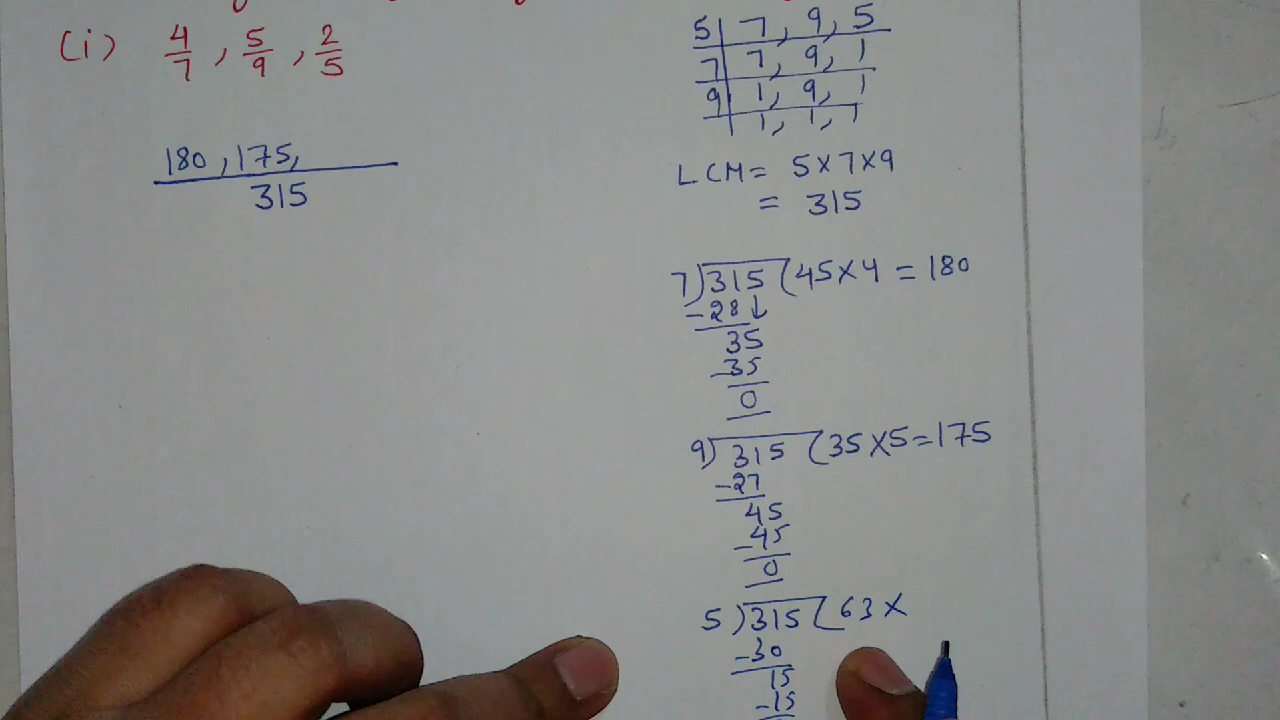 (i) 4/7 , 5/9 , 2/5
180 , 175,
315
5 | 7 , 9 , 5
7 | 7 , 9 , 1
9 | 1 , 9 , 1
1 , 1 , 1
LCM = 5 × 7 × 9
= 315
7 ) 315 ( 45 × 4 = 180
- 28 ↓
35
- 35
0
9 ) 315 ( 35 × 5 = 175
- 27
45
- 45
0
5 ) 315 ( 63 ×
- 30
15
- 15